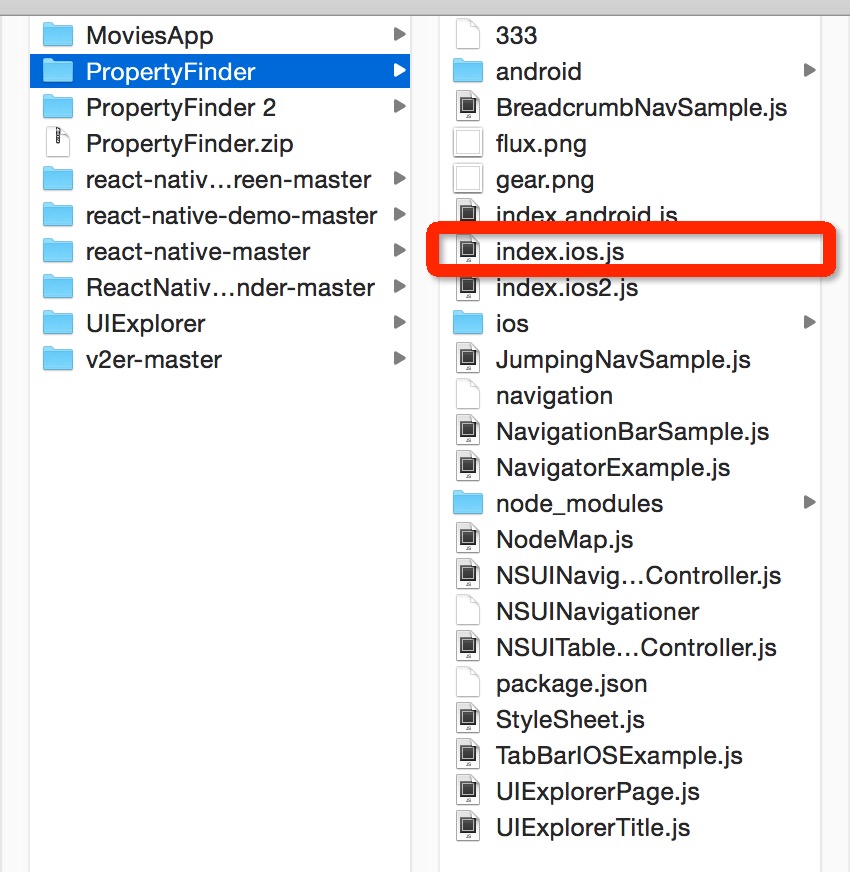 MoviesApp
PropertyFinder
PropertyFinder 2
PropertyFinder.zip
react-nativ...reen-master
react-native-demo-master
react-native-master
ReactNativ...nder-master
UIExplorer
v2er-master
333
android
BreadcrumbNavSample.js
flux.png
gear.png
index.android.js
index.ios.js
index.ios2.js
ios
JumpingNavSample.js
navigation
NavigationBarSample.js
NavigatorExample.js
node_modules
NodeMap.js
NSUINavig...Controller.js
NSUINavigationer
NSUITable...Controller.js
package.json
StyleSheet.js
TabBarIOSExample.js
UIExplorerPage.js
UIExplorerTitle.js